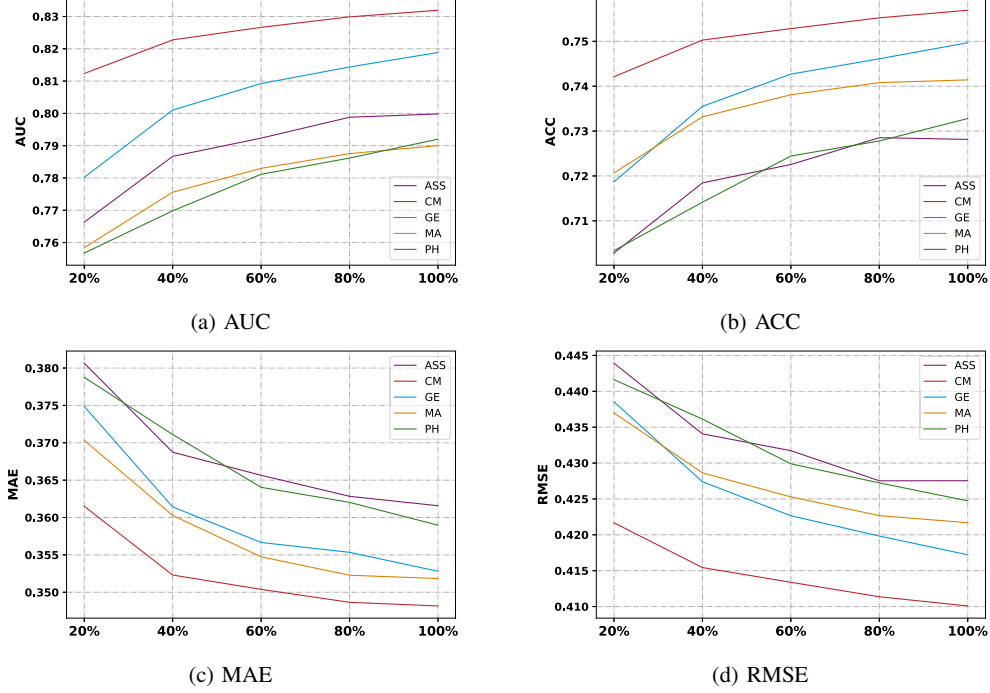 0.83
0.82
0.81
0.80
0.79
0.78
0.77
0.76
AUC
ASS
CM
GE
MA
PH
20% 40% 60% 80% 100%
(a) AUC
0.75
0.74
0.73
0.72
0.71
ACC
ASS
CM
GE
MA
PH
20% 40% 60% 80% 100%
(b) ACC
0.380
0.375
0.370
0.365
0.360
0.355
0.350
MAE
ASS
CM
GE
MA
PH
20% 40% 60% 80% 100%
(c) MAE
0.445
0.440
0.435
0.430
0.425
0.420
0.415
0.410
RMSE
ASS
CM
GE
MA
PH
20% 40% 60% 80% 100%
(d) RMSE